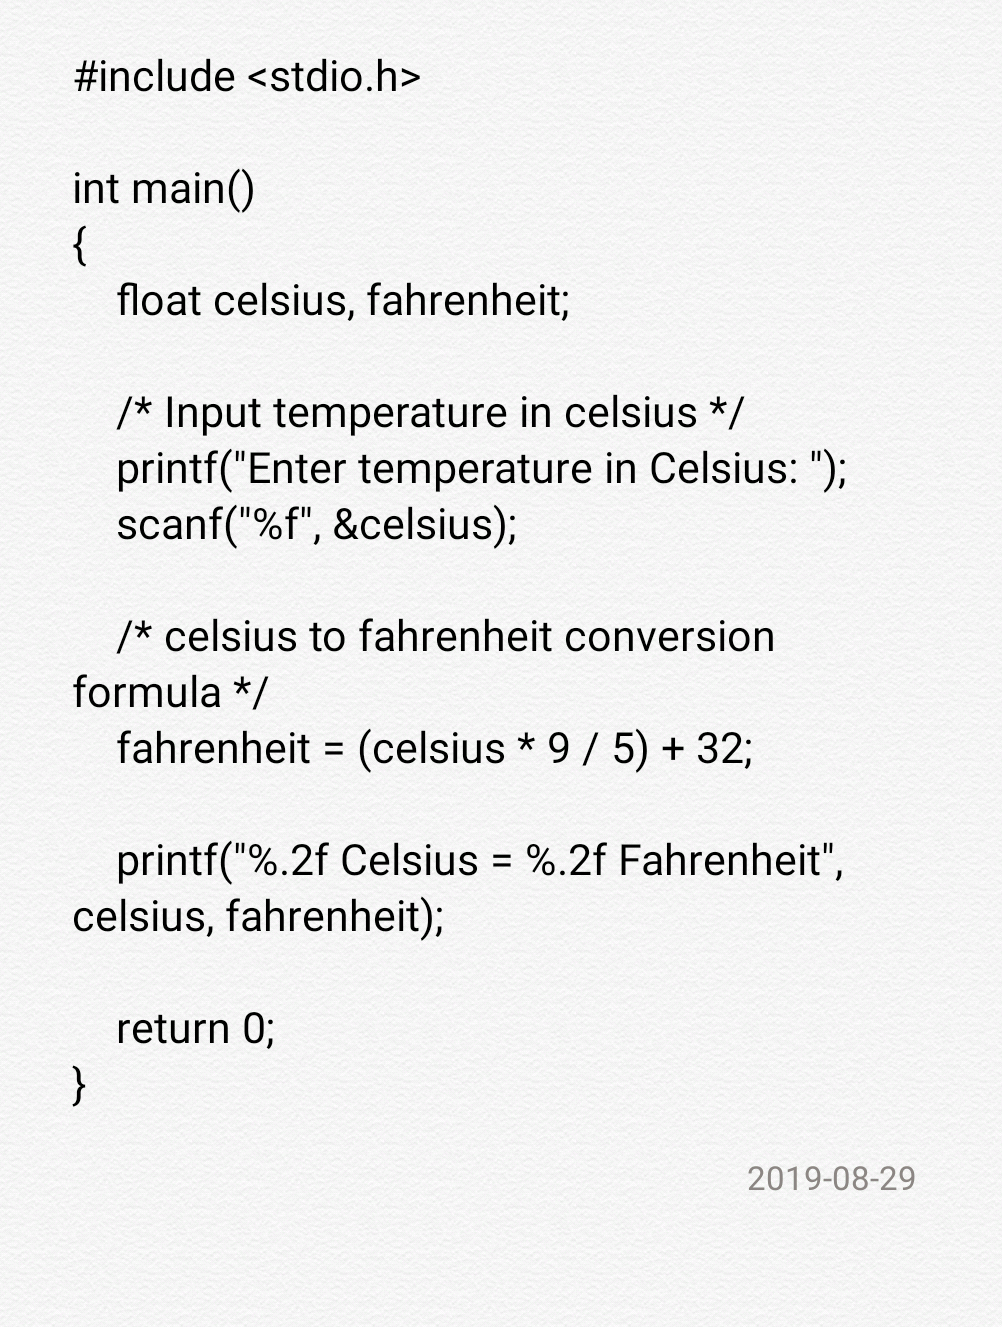 #include <stdio.h>
int main()
{
float celsius, fahrenheit;
/* Input temperature in celsius */
printf("Enter temperature in Celsius: ");
scanf("%f", &celsius);
/* celsius to fahrenheit conversion
formula */
fahrenheit = (celsius * 9 / 5) + 32;
printf("%.2f Celsius = %.2f Fahrenheit",
celsius, fahrenheit);
return 0;
}
2019-08-29